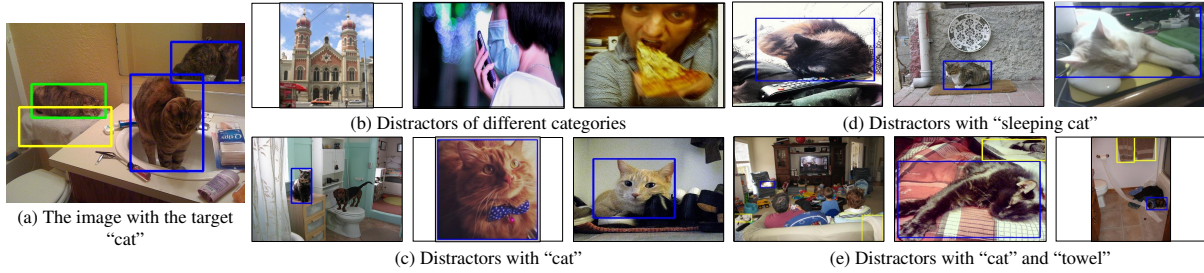 (a) The image with the target
“cat”
(b) Distractors of different categories
(c) Distractors with “cat”
(d) Distractors with “sleeping cat”
(e) Distractors with “cat” and “towel”